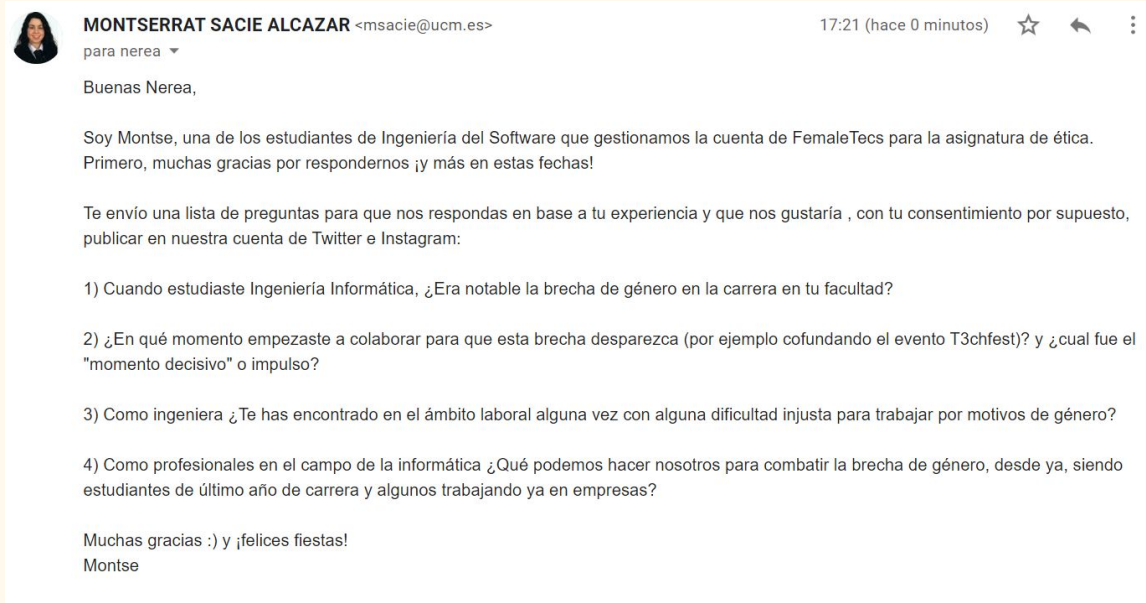 MONTSERRAT SACIE ALCAZAR <msacie@ucm.es> 17:21 (hace 0 minutos)
para nerea
Buenas Nerea,
Soy Montse, una de los estudiantes de Ingeniería del Software que gestionamos la cuenta de FemaleTecs para la asignatura de ética.
Primero, muchas gracias por respondernos ¡y más en estas fechas!
Te envío una lista de preguntas para que nos respondas en base a tu experiencia y que nos gustaría , con tu consentimiento por supuesto,
publicar en nuestra cuenta de Twitter e Instagram:
1) Cuando estudiaste Ingeniería Informática, ¿Era notable la brecha de género en la carrera en tu facultad?
2) ¿En qué momento empezaste a colaborar para que esta brecha desparezca (por ejemplo cofundando el evento T3chfest)? y ¿cual fue el
"momento decisivo" o impulso?
3) Como ingeniera ¿Te has encontrado en el ámbito laboral alguna vez con alguna dificultad injusta para trabajar por motivos de género?
4) Como profesionales en el campo de la informática ¿Qué podemos hacer nosotros para combatir la brecha de género, desde ya, siendo
estudiantes de último año de carrera y algunos trabajando ya en empresas?
Muchas gracias :) y ¡felices fiestas!
Montse